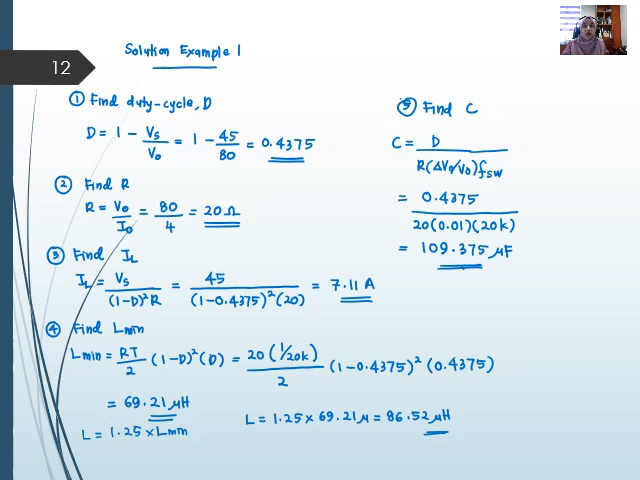 12
Solution Example 1
① Find duty-cycle, D
D = 1 - Vs/Vo = 1 - 45/80 = 0.4375
② Find R
R = Vo/Io = 80/4 = 20 Ω
③ Find IL
IL = Vs/(1-D)²R = 45/(1-0.4375)²(20) = 7.11 A
④ Find Lmin
Lmin = RT/2 (1-D)²(D) = 20(1/20k)/2 (1-0.4375)²(0.4375)
= 69.21 μH
L = 1.25 × Lmin
L = 1.25 × 69.21 μ = 86.52 μH
⑤ Find C
C = D/R(ΔVo/Vo)fsw
= 0.4375/20(0.01)(20k)
= 109.375 μF